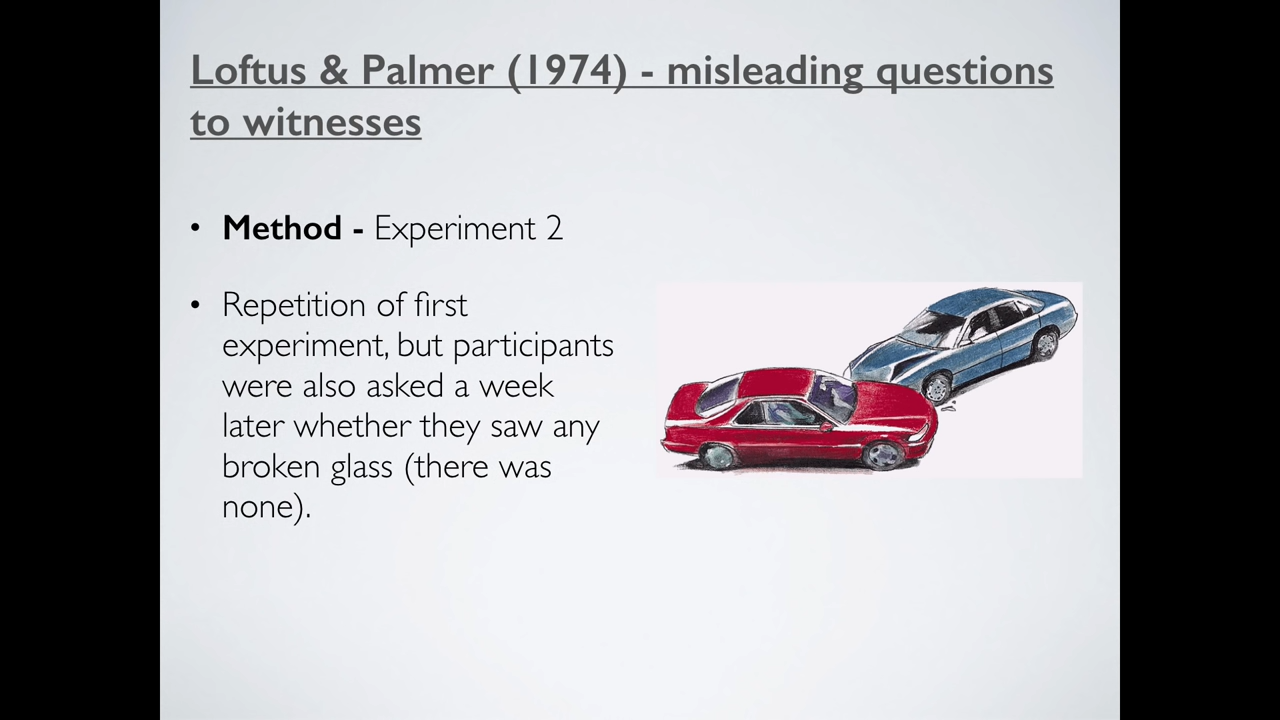 Loftus & Palmer (1974) - misleading questions
to witnesses
• Method - Experiment 2
• Repetition of first
experiment, but participants
were also asked a week
later whether they saw any
broken glass (there was
none).